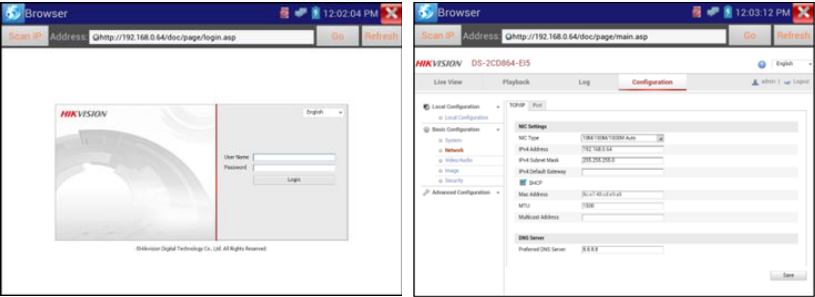 Browser
12:02:04 PM
Scan IP Address: http://192.168.0.64/doc/page/login.asp Go Refresh
HIKVISION
English
User Name
Password
Login
©Hikvision Digital Technology Co., Ltd. All Rights Reserved.
Browser
12:03:12 PM
Scan IP Address: http://192.168.0.64/doc/page/main.asp Go Refresh
HIKVISION DS-2CD864-EI5
English
Live View Playback Log Configuration
admin | Logout
Local Configuration
Local Configuration
Basic Configuration
System
Network
Video/Audio
Image
Security
Advanced Configuration
TCP/IP Port
NIC Settings
NIC Type 10M/100M/1000M Auto
IPv4 Address 192.168.0.64
IPv4 Subnet Mask 255.255.255.0
IPv4 Default Gateway
DHCP
Mac Address
MTU 1500
Multicast Address
DNS Server
Preferred DNS Server 8.8.8.8
Save